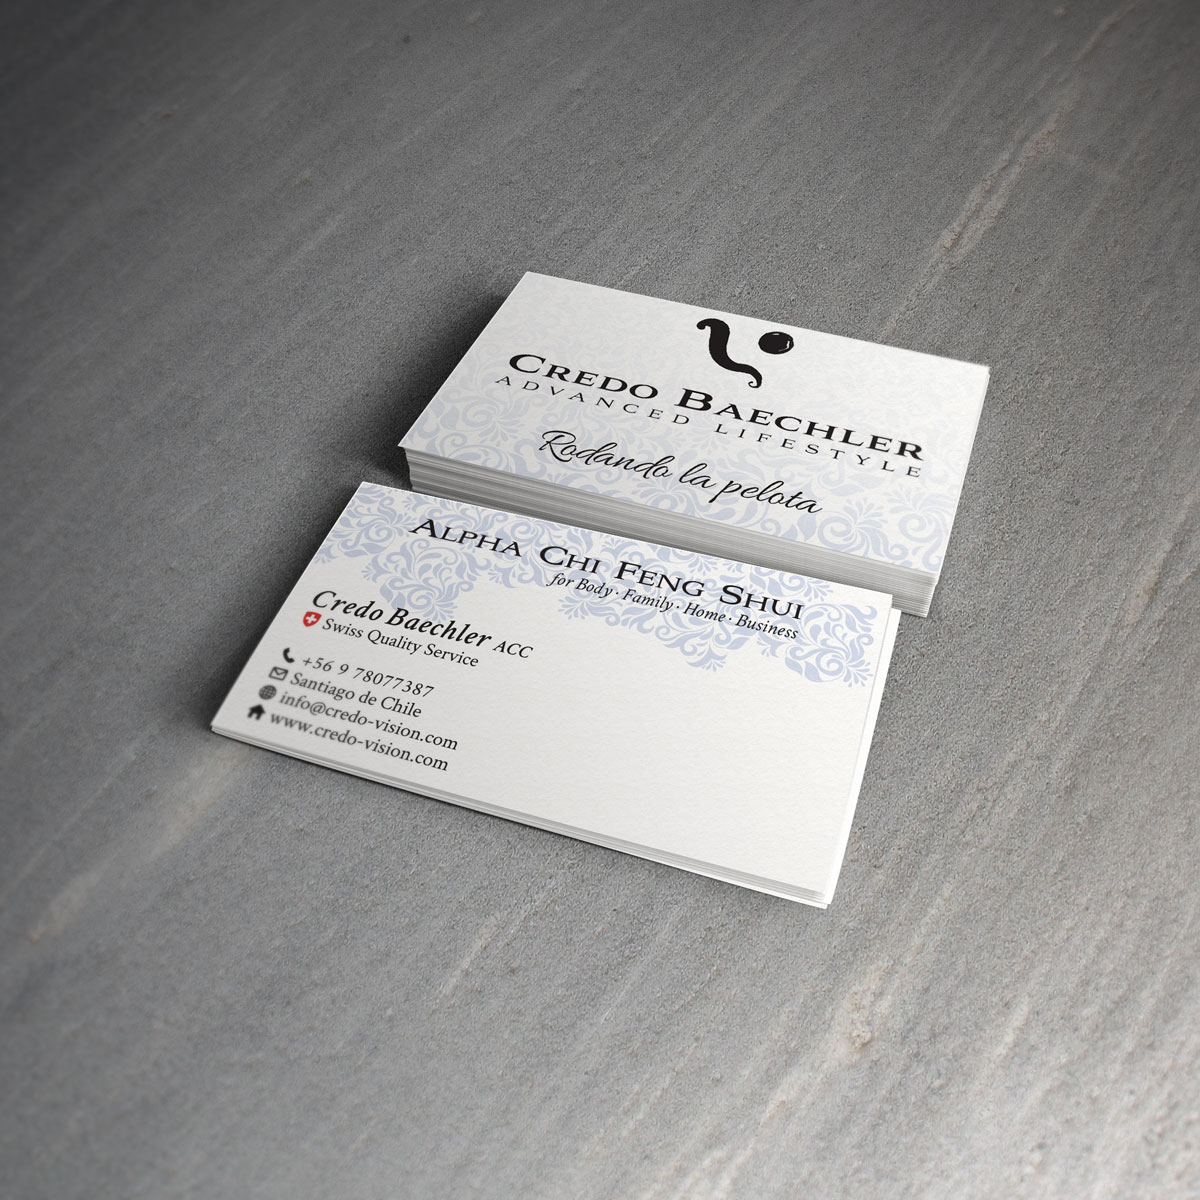 Credo Baechler
ADVANCED LIFESTYLE
Rodando la pelota
Alpha Chi Feng Shui
for Body · Family · Home · Business
Credo Baechler ACC
Swiss Quality Service
+56 9 78077387
Santiago de Chile
info@credo-vision.com
www.credo-vision.com